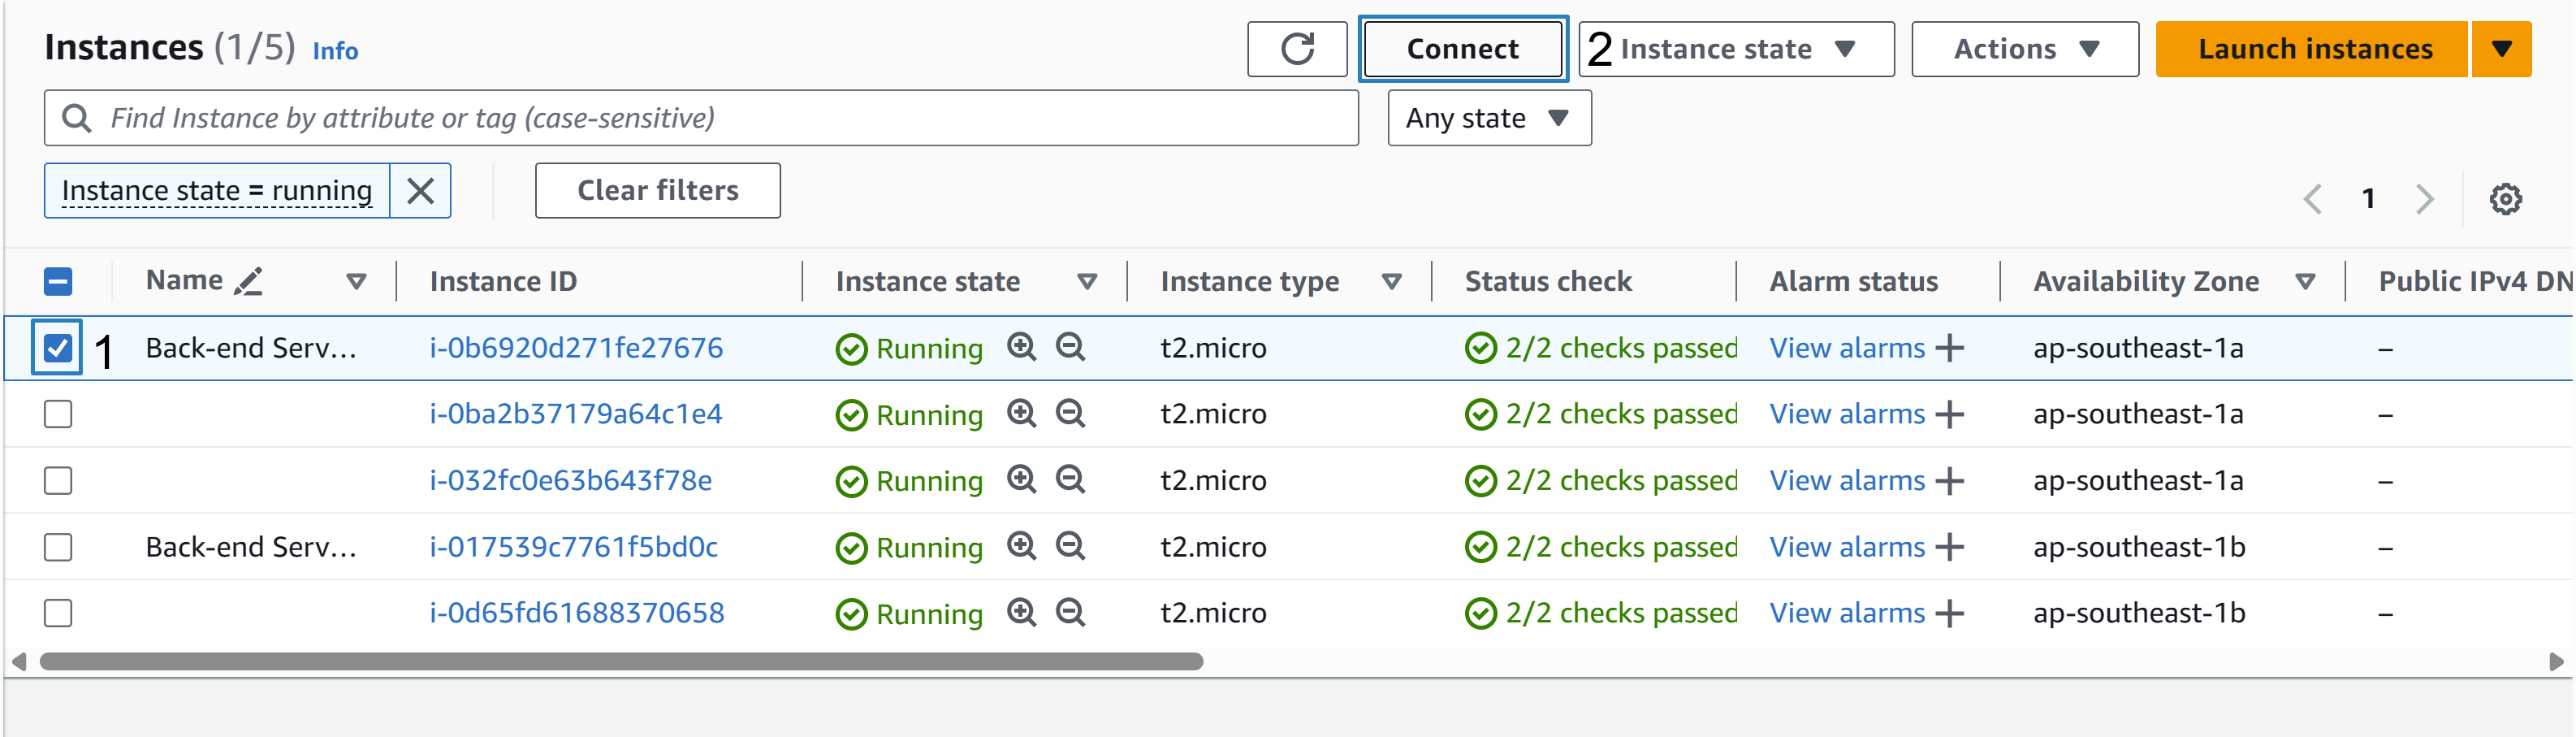 Instances (1/5) Info
Connect
2 Instance state
Actions
Launch instances
Find Instance by attribute or tag (case-sensitive)
Any state
Instance state = running
Clear filters
1
Name Instance ID Instance state Instance type Status check Alarm status Availability Zone Public IPv4 DN
1 Back-end Serv... i-0b6920d271fe27676 Running t2.micro 2/2 checks passed View alarms ap-southeast-1a –
i-0ba2b37179a64c1e4 Running t2.micro 2/2 checks passed View alarms ap-southeast-1a –
i-032fc0e63b643f78e Running t2.micro 2/2 checks passed View alarms ap-southeast-1a –
Back-end Serv... i-017539c7761f5bd0c Running t2.micro 2/2 checks passed View alarms ap-southeast-1b –
i-0d65fd61688370658 Running t2.micro 2/2 checks passed View alarms ap-southeast-1b –